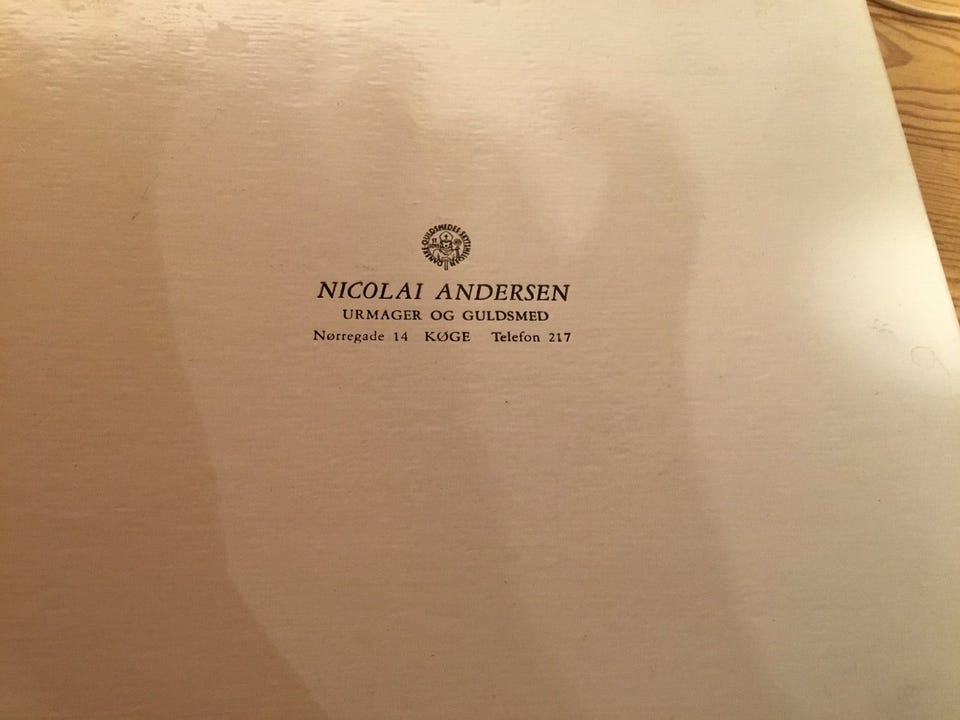 NICOLAI ANDERSEN
URMAGER OG GULDSMED
Nørregade 14 KØGE Telefon 217